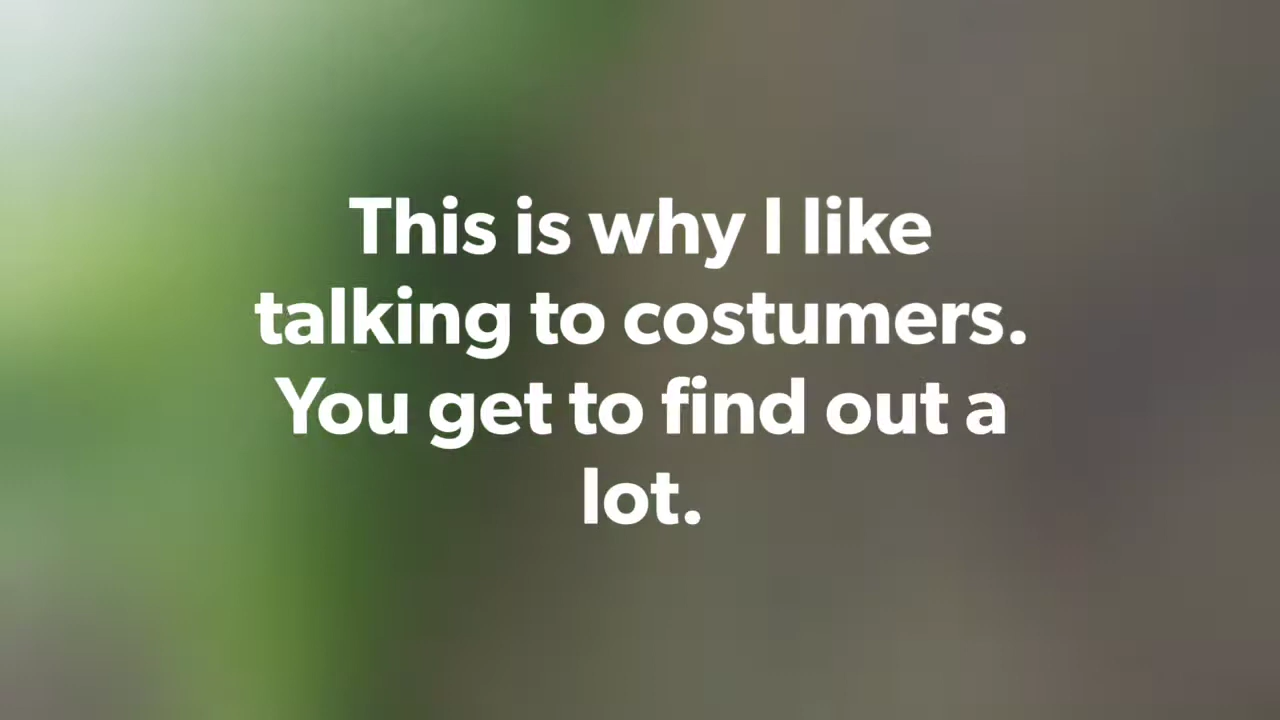 This is why I like
talking to costumers.
You get to find out a
lot.